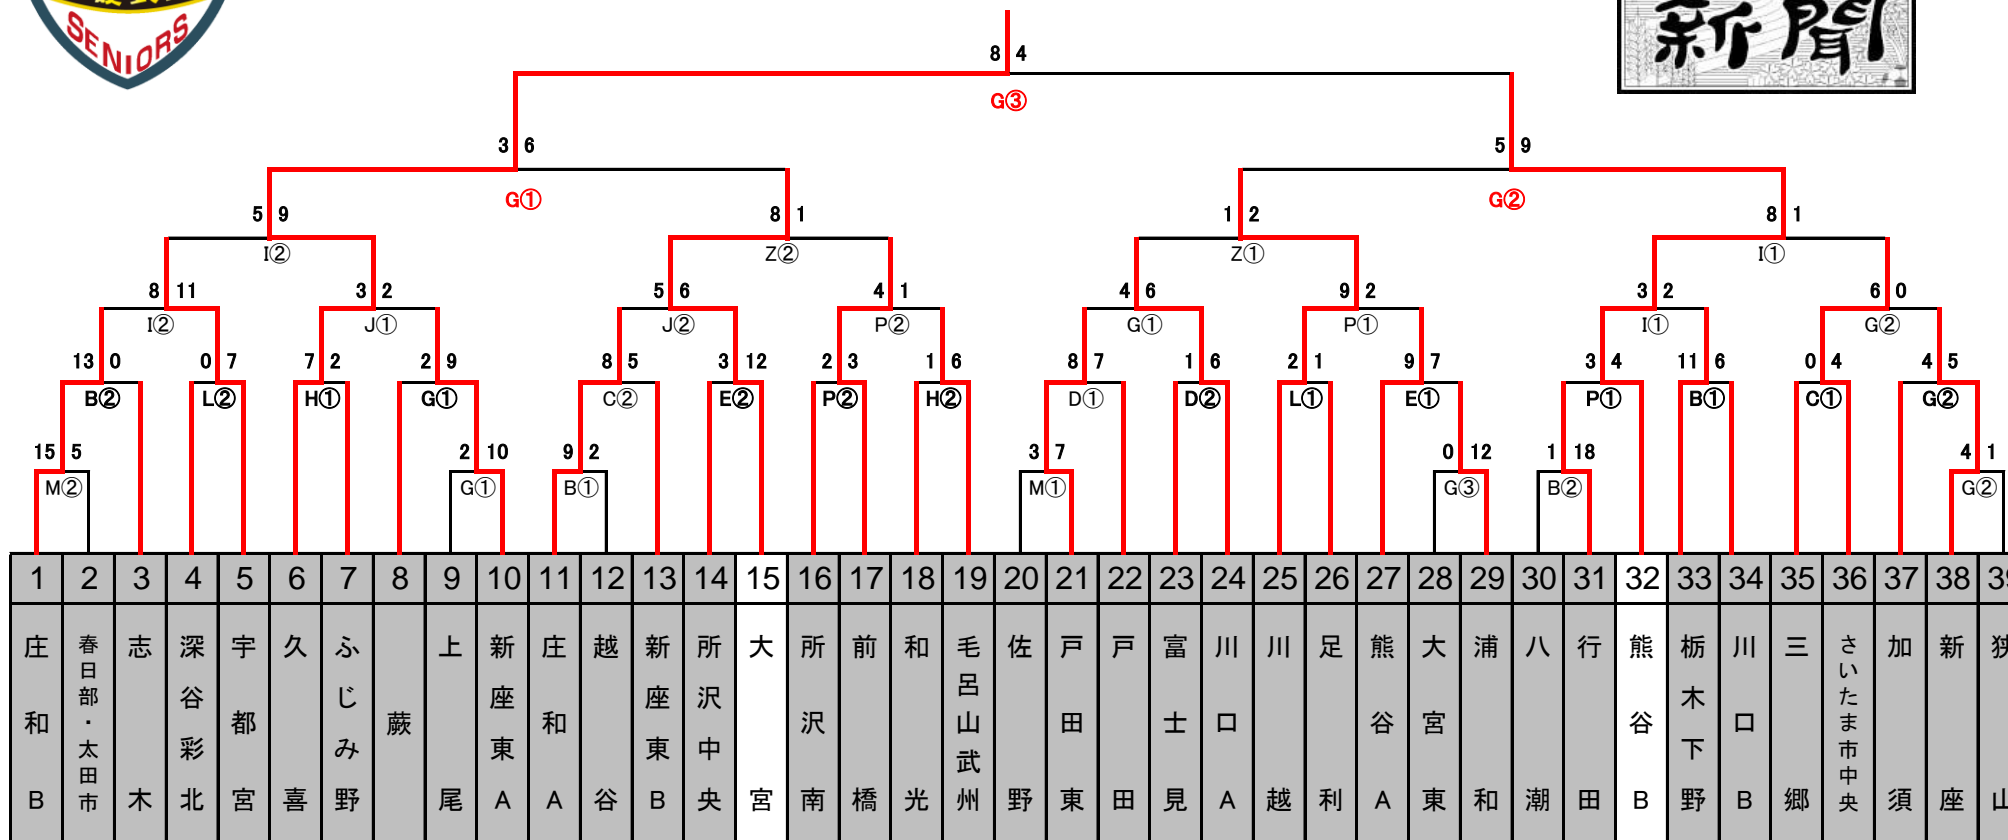 SENIORS
新聞
8 4
G③
3 6
5 9
G①
G②
5 9
8 1
1 2
8 1
I②
Z②
Z①
I①
8 11
3 2
5 6
4 1
4 6
9 2
3 2
6 0
I②
J①
J②
P②
G①
P①
I①
G②
13 0
0 7
7 2
2 9
8 5
3 12
2 3
1 6
8 7
1 6
2 1
9 7
3 4
11 6
0 4
4 5
B②
L②
H①
G①
C②
E②
P②
H②
D①
D②
L①
E①
P①
B①
C①
G②
15 5
2 10
9 2
3 7
0 12
1 18
4 1
M②
G①
B①
M①
G③
B②
G②
1 2 3 4 5 6 7 8 9 10 11 12 13 14 15 16 17 18 19 20 21 22 23 24 25 26 27 28 29 30 31 32 33 34 35 36 37 38 39
庄和B
春日部・太田市
志木
深谷彩北
宇都宮
久喜
ふじみ野
蕨
上尾
新座東A
庄和A
越谷
新座東B
所沢中央
大宮
所沢南
前橋
和光
毛呂山武州
佐野
戸田東
戸田
富士見
川口A
川越
足利
熊谷A
大宮東
浦和
八潮
行田
熊谷B
栃木下野
川口B
三郷
さいたま市中央
加須
新座
狭山